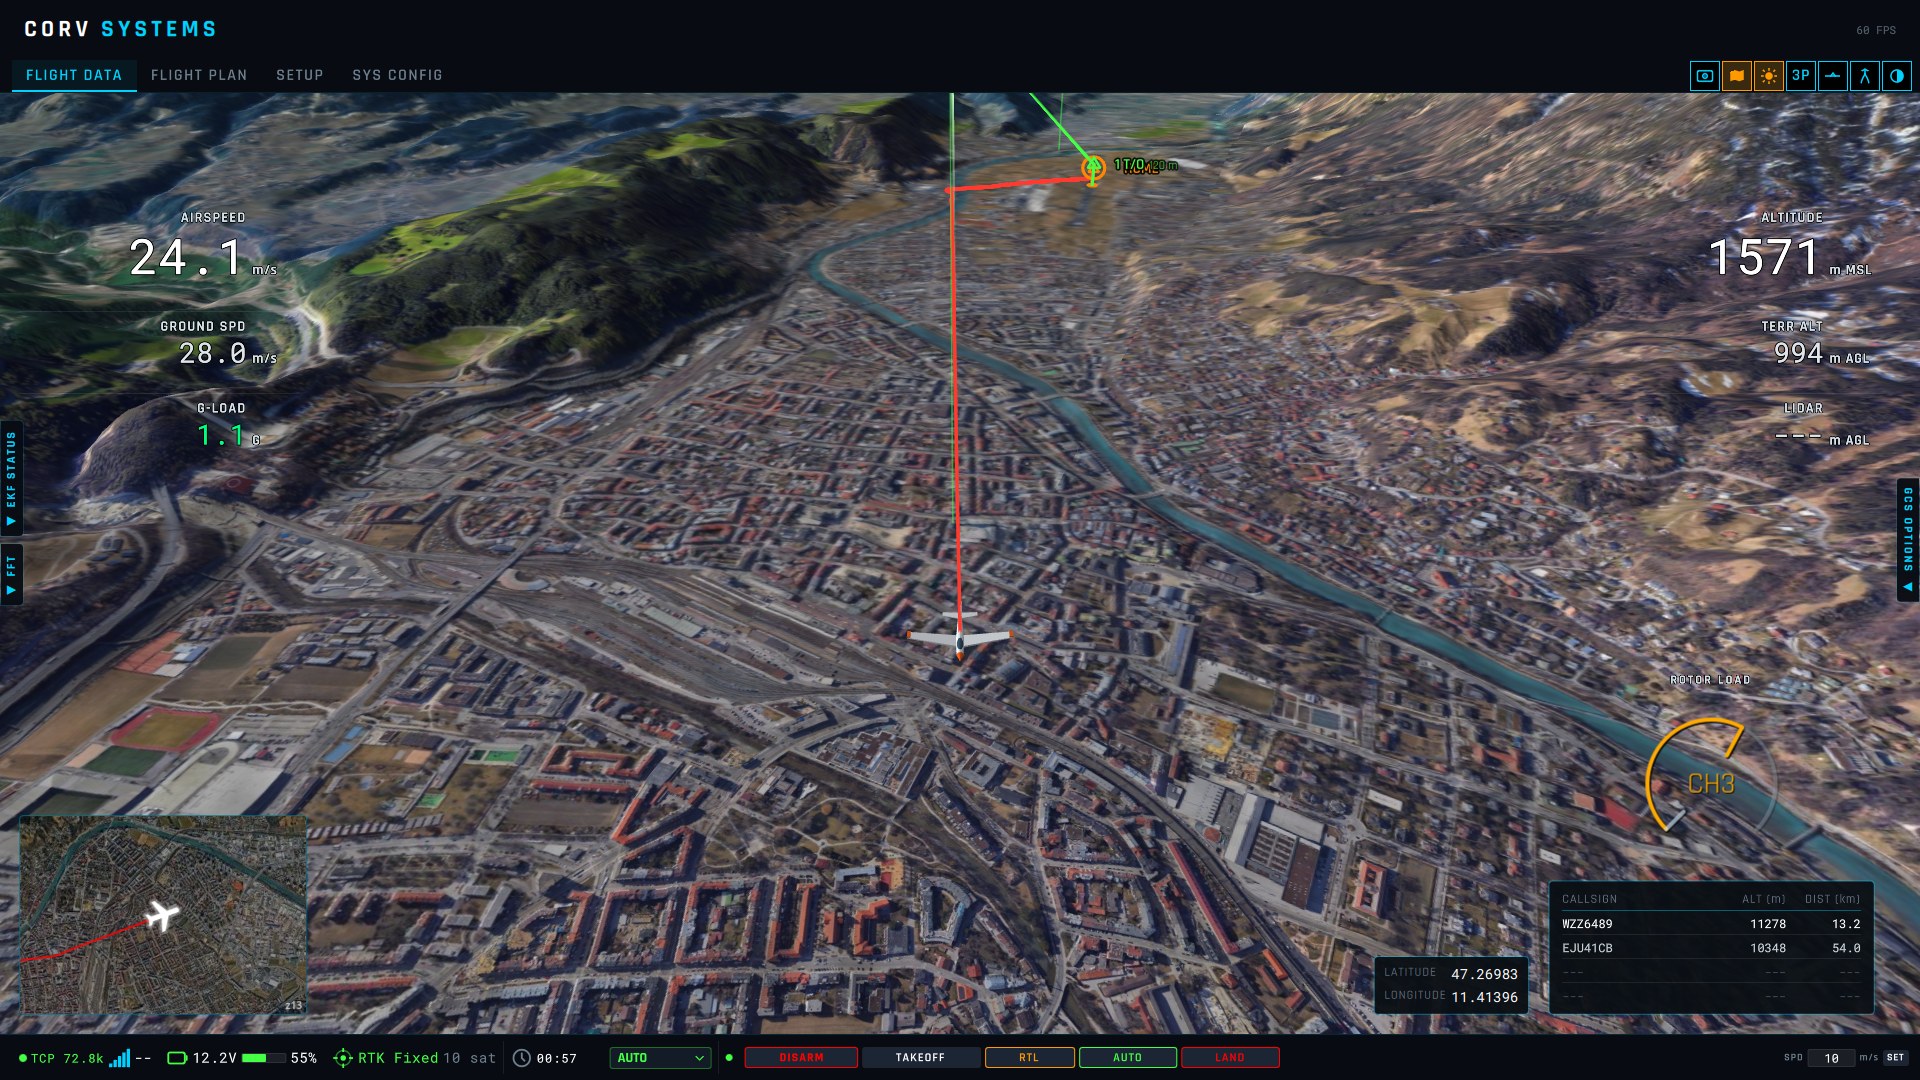 CORV SYSTEMS
60 FPS
FLIGHT DATA
FLIGHT PLAN
SETUP
SYS CONFIG
3P
1 T/O 120 m
HOME
AIRSPEED
24.1 m/s
GROUND SPD
28.0 m/s
G-LOAD
1.1 G
ALTITUDE
1571 m MSL
TERR ALT
994 m AGL
LIDAR
--- m AGL
▶ EKF STATUS
▶ FFT
GCS OPTIONS ◀
ROTOR LOAD
CH3
z13
LATITUDE 47.26983
LONGITUDE 11.41396
CALLSIGN ALT (m) DIST (km)
WZZ6489 11278 13.2
EJU41CB 10348 54.0
--- --- ---
--- --- ---
TCP 72.8k -- 12.2V 55% RTK Fixed 10 sat 00:57 AUTO DISARM TAKEOFF RTL AUTO LAND SPD 10 m/s SET